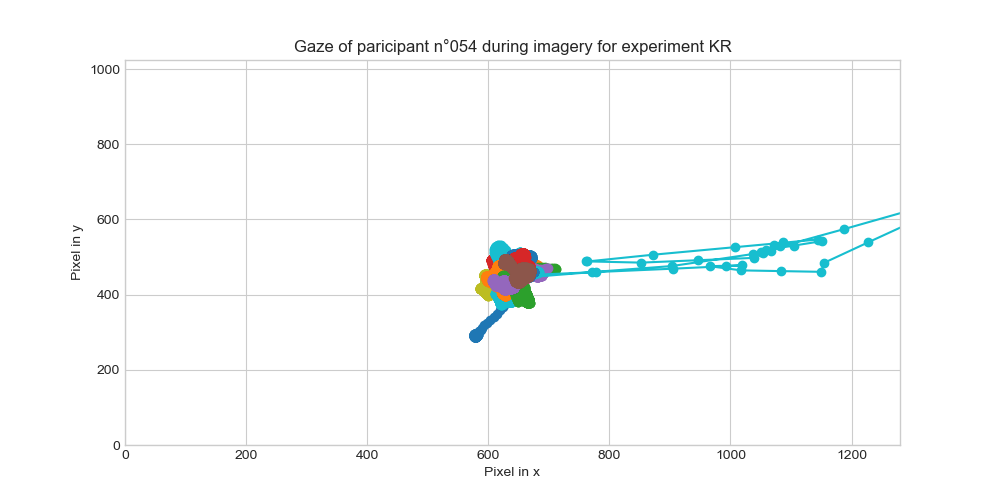 Gaze of paricipant n°054 during imagery for experiment KR
1000
800
600
400
200
0
Pixel in y
0 200 400 600 800 1000 1200
Pixel in x